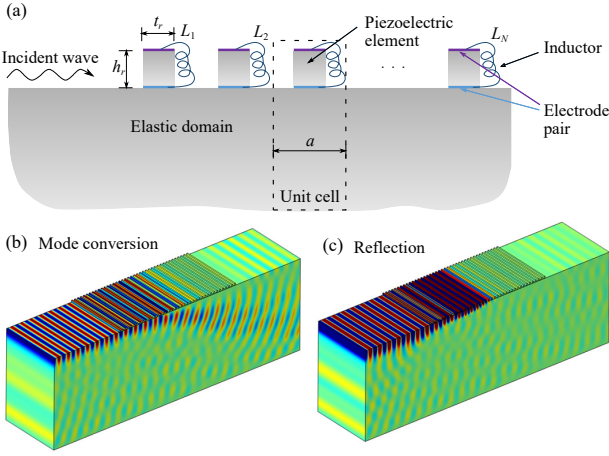 (a)
t_r
L_1
L_2
Piezoelectric
element
L_N
Inductor
Incident wave
h_r
. . .
Electrode
pair
Elastic domain
a
Unit cell
(b) Mode conversion
(c) Reflection